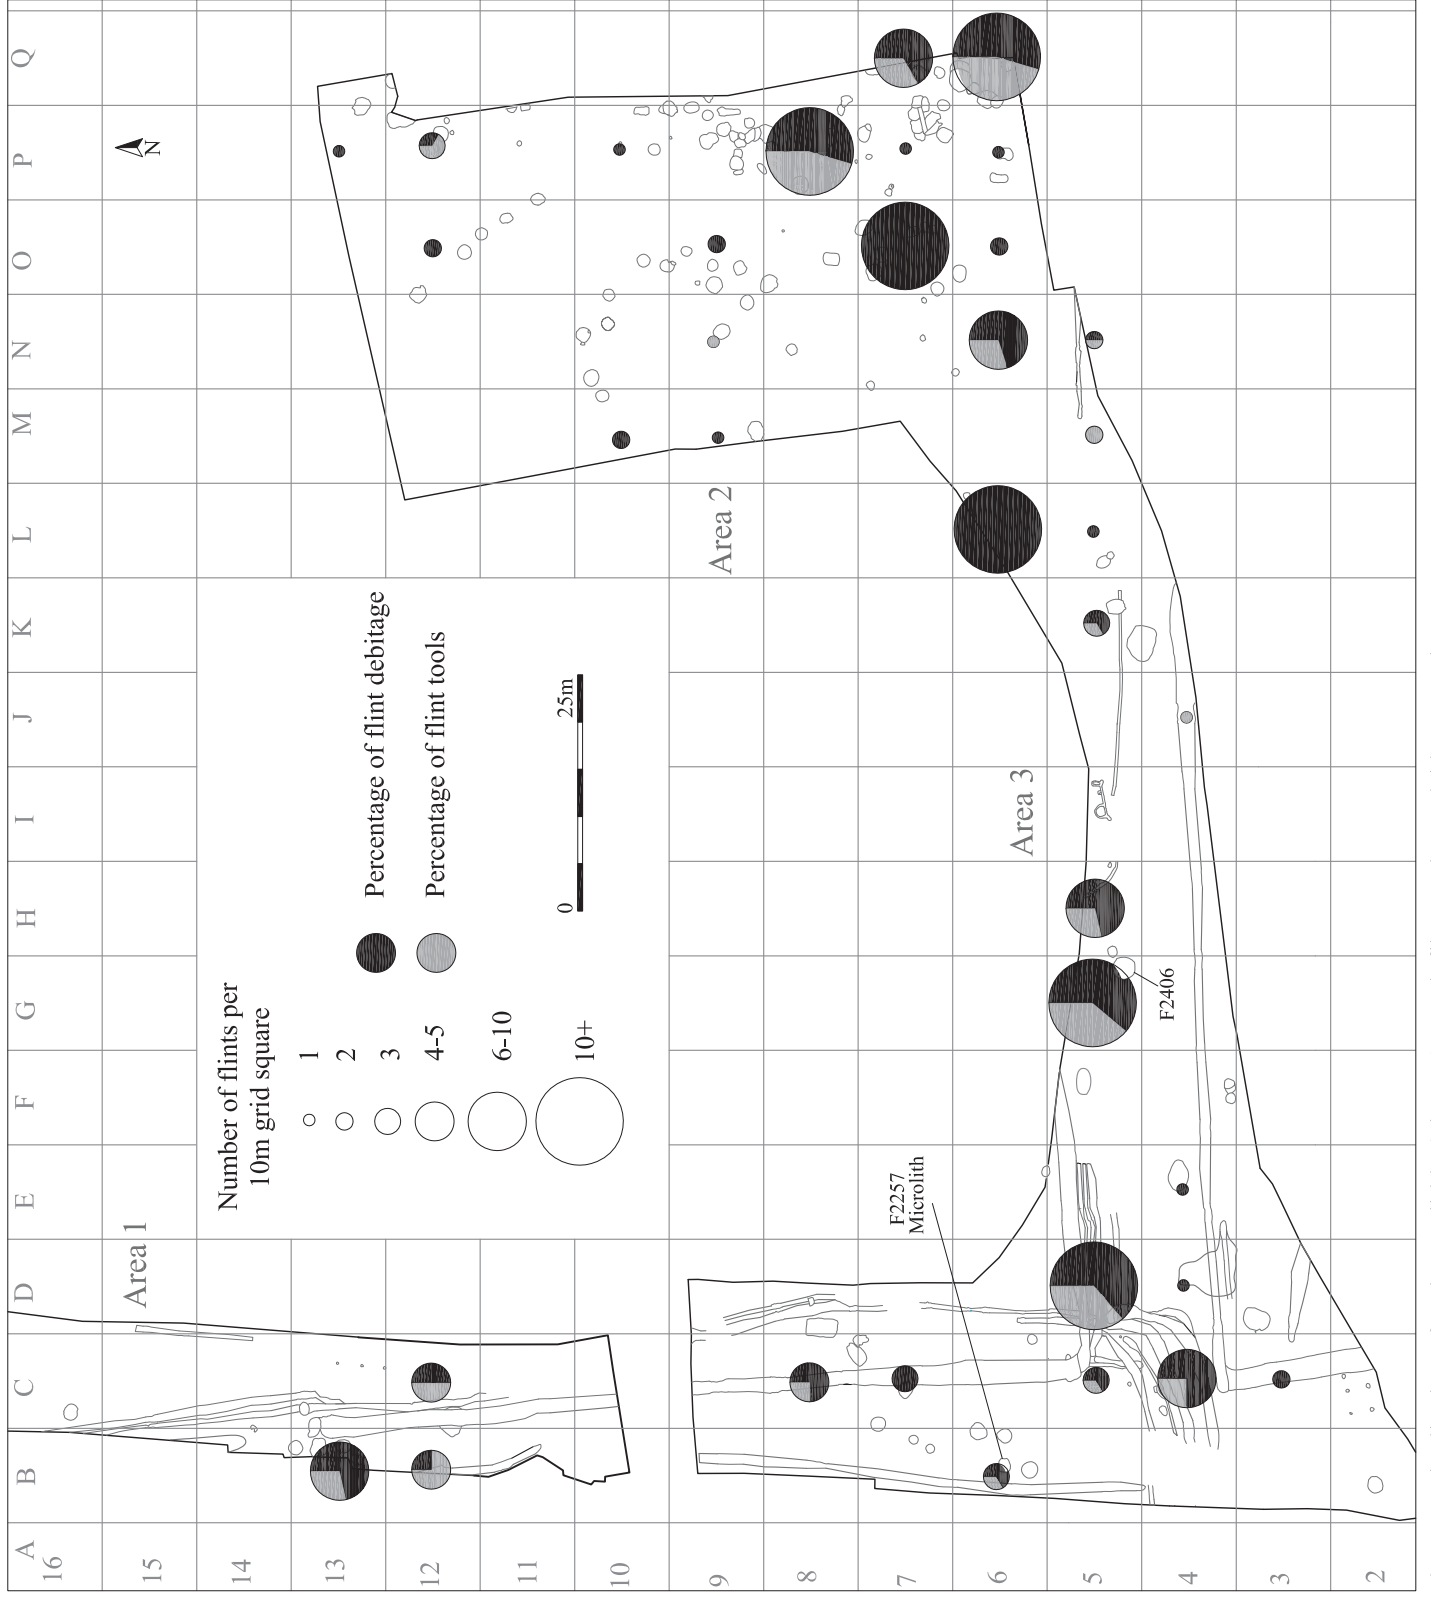 Q
P
O
N
M
L
K
J
I
H
G
F
E
D
C
B
A
16
15
14
13
12
11
10
9
8
7
6
5
4
3
2
N
Area 1
Area 2
Area 3
Number of flints per
10m grid square
1
2
3
4-5
6-10
10+
Percentage of flint debitage
Percentage of flint tools
0
25m
F2257
Microlith
F2406